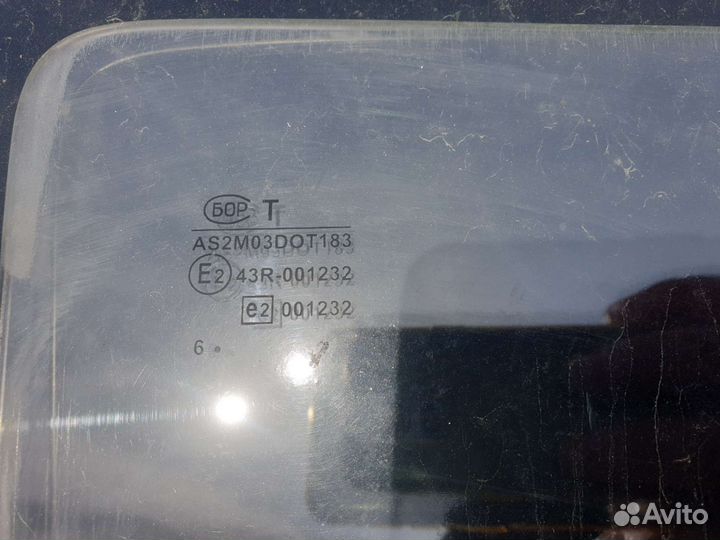 БОР T
AS2M03DOT183
E2 43R-001232
e2 001232
6 •
Avito